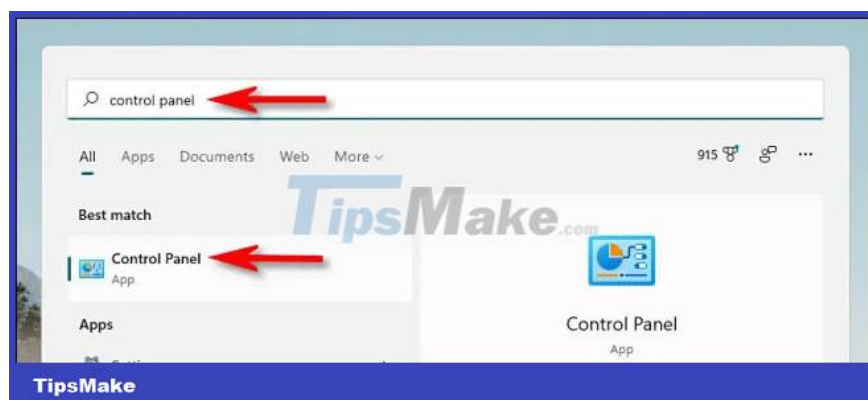 control panel
All Apps Documents Web More 915 ...
TipsMake.com
Best match
Control Panel
App
Apps
Control Panel
App
TipsMake